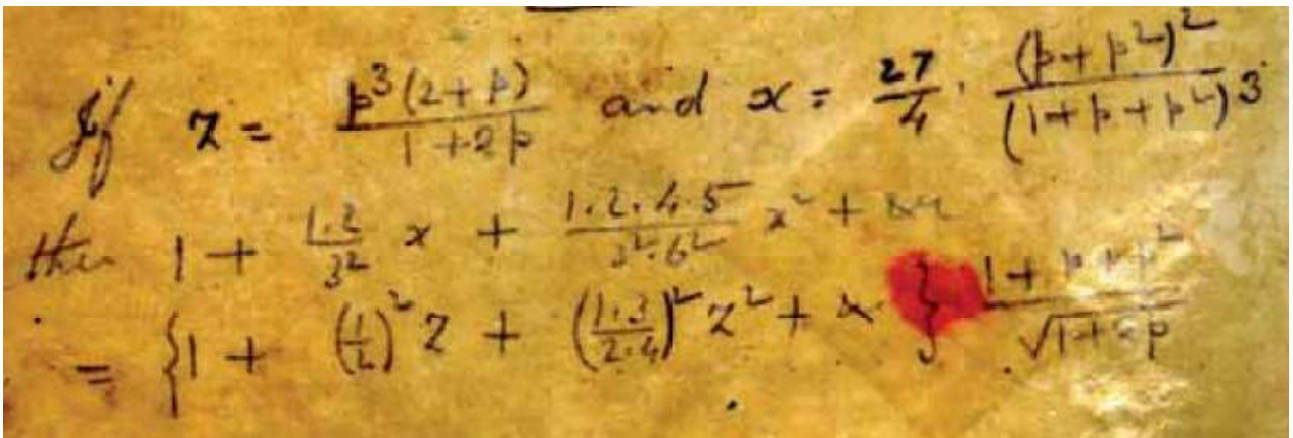 If z = p³(2+p)/(1+2p) and x = 27/4 · (p+p²)²/(1+p+p²)³
then 1 + 1.2/3² x + 1.2.4.5/3².6² x² + &c
= {1 + (1/2)² z + (1.3/2.4)² z² + &c} (1+p+p²)/√(1+2p)